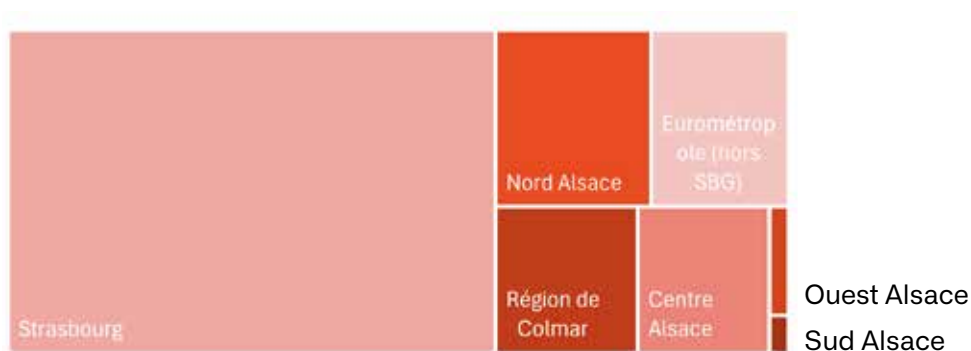 Eurométrop
ole (hors
SBG)
Nord Alsace
Ouest Alsace
Région de
Colmar
Centre
Alsace
Strasbourg
Sud Alsace